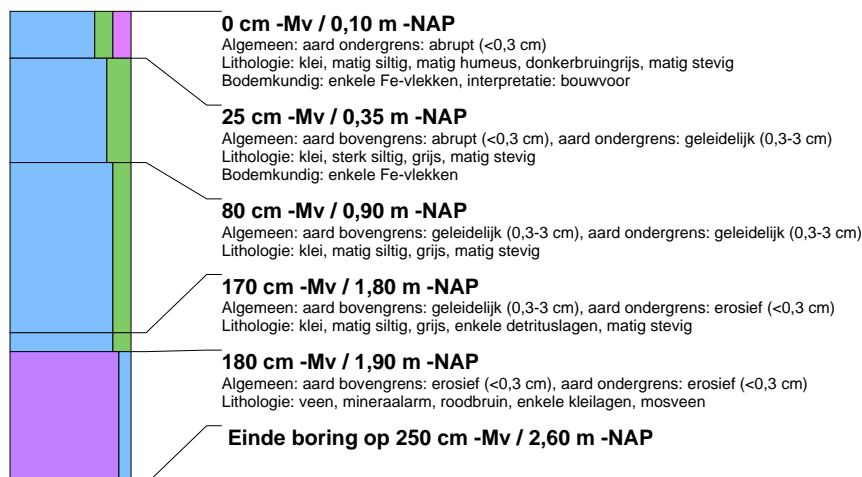 0 cm -Mv / 0,10 m -NAP
Algemeen: aard ondergrens: abrupt (<0,3 cm)
Lithologie: klei, matig siltig, matig humeus, donkerbruingrijs, matig stevig
Bodemkundig: enkele Fe-vlekken, interpretatie: bouwvoor
25 cm -Mv / 0,35 m -NAP
Algemeen: aard bovengrens: abrupt (<0,3 cm), aard ondergrens: geleidelijk (0,3-3 cm)
Lithologie: klei, sterk siltig, grijs, matig stevig
Bodemkundig: enkele Fe-vlekken
80 cm -Mv / 0,90 m -NAP
Algemeen: aard bovengrens: geleidelijk (0,3-3 cm), aard ondergrens: geleidelijk (0,3-3 cm)
Lithologie: klei, matig siltig, grijs, matig stevig
170 cm -Mv / 1,80 m -NAP
Algemeen: aard bovengrens: geleidelijk (0,3-3 cm), aard ondergrens: erosief (<0,3 cm)
Lithologie: klei, matig siltig, grijs, enkele detrituslagen, matig stevig
180 cm -Mv / 1,90 m -NAP
Algemeen: aard bovengrens: erosief (<0,3 cm), aard ondergrens: erosief (<0,3 cm)
Lithologie: veen, mineraalarm, roodbruin, enkele kleilagen, mosveen
Einde boring op 250 cm -Mv / 2,60 m -NAP